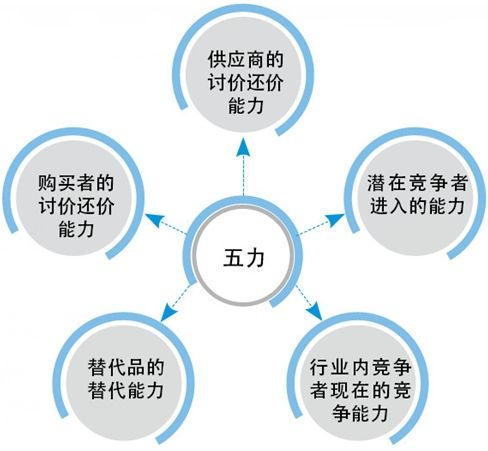 供应商的
讨价还价
能力
购买者的
讨价还价
能力
潜在竞争者
进入的能力
五力
替代品的
替代能力
行业内竞争
者现在的竞
争能力